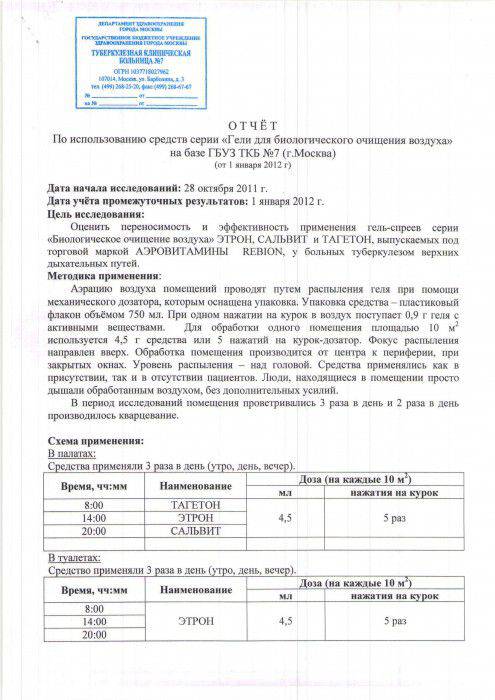 ДЕПАРТАМЕНТ ЗДРАВООХРАНЕНИЯ
ГОРОДА МОСКВЫ
ГОСУДАРСТВЕННОЕ БЮДЖЕТНОЕ УЧРЕЖДЕНИЕ
ЗДРАВООХРАНЕНИЯ ГОРОДА МОСКВЫ
ТУБЕРКУЛЕЗНАЯ КЛИНИЧЕСКАЯ
БОЛЬНИЦА №7
ОГРН 1037718027962
107014, Москва, ул. Барболина, д. 3
тел. (499) 268-25-20, факс (499) 268-67-67
№ от
на № от
О Т Ч Ё Т
По использованию средств серии «Гели для биологического очищения воздуха»
на базе ГБУЗ ТКБ №7 (г.Москва)
(от 1 января 2012 г)
Дата начала исследований: 28 октября 2011 г.
Дата учёта промежуточных результатов: 1 января 2012 г.
Цель исследования:
Оценить переносимость и эффективность применения гель-спреев серии
«Биологическое очищение воздуха» ЭТРОН, САЛЬВИТ и ТАГЕТОН, выпускаемых под
торговой маркой АЭРОВИТАМИНЫ REBION, у больных туберкулезом верхних
дыхательных путей.
Методика применения:
Аэрацию воздуха помещений проводят путем распыления геля при помощи
механического дозатора, которым оснащена упаковка. Упаковка средства – пластиковый
флакон объёмом 750 мл. При одном нажатии на курок в воздух поступает 0,9 г геля с
активными веществами. Для обработки одного помещения площадью 10 м²
используется 4,5 г средства или 5 нажатий на курок-дозатор. Фокус распыления
направлен вверх. Обработка помещения производится от центра к периферии, при
закрытых окнах. Уровень распыления – над головой. Средства применялись как в
присутствии, так и в отсутствии пациентов. Люди, находящиеся в помещении просто
дышали обработанным воздухом, без дополнительных усилий.
В период исследований помещения проветривались 3 раза в день и 2 раза в день
производилось кварцевание.
Схема применения:
В палатах:
Средства применяли 3 раза в день (утро, день, вечер).
Время, чч:мм Наименование Доза (на каждые 10 м²)
мл нажатия на курок
8:00 ТАГЕТОН
14:00 ЭТРОН 4,5 5 раз
20:00 САЛЬВИТ
В туалетах:
Средство применяли 3 раза в день (утро, день, вечер).
Время, чч:мм Наименование Доза (на каждые 10 м²)
мл нажатия на курок
8:00
14:00 ЭТРОН 4,5 5 раз
20:00